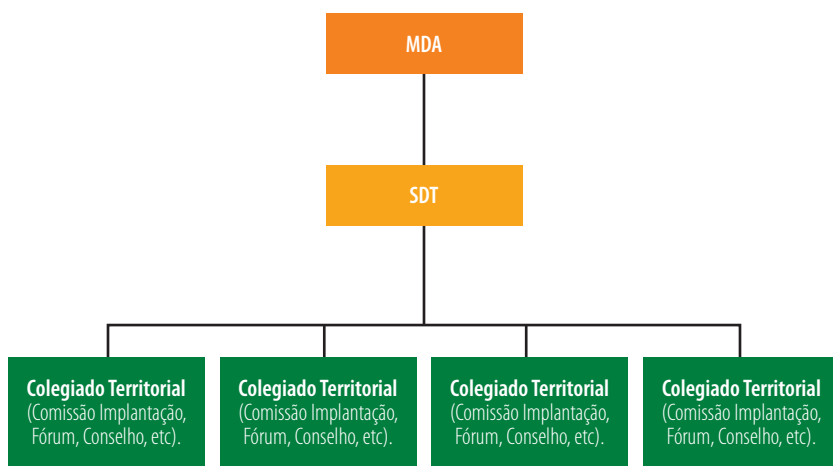 MDA
SDT
Colegiado Territorial
(Comissão Implantação,
Fórum, Conselho, etc).
Colegiado Territorial
(Comissão Implantação,
Fórum, Conselho, etc).
Colegiado Territorial
(Comissão Implantação,
Fórum, Conselho, etc).
Colegiado Territorial
(Comissão Implantação,
Fórum, Conselho, etc).